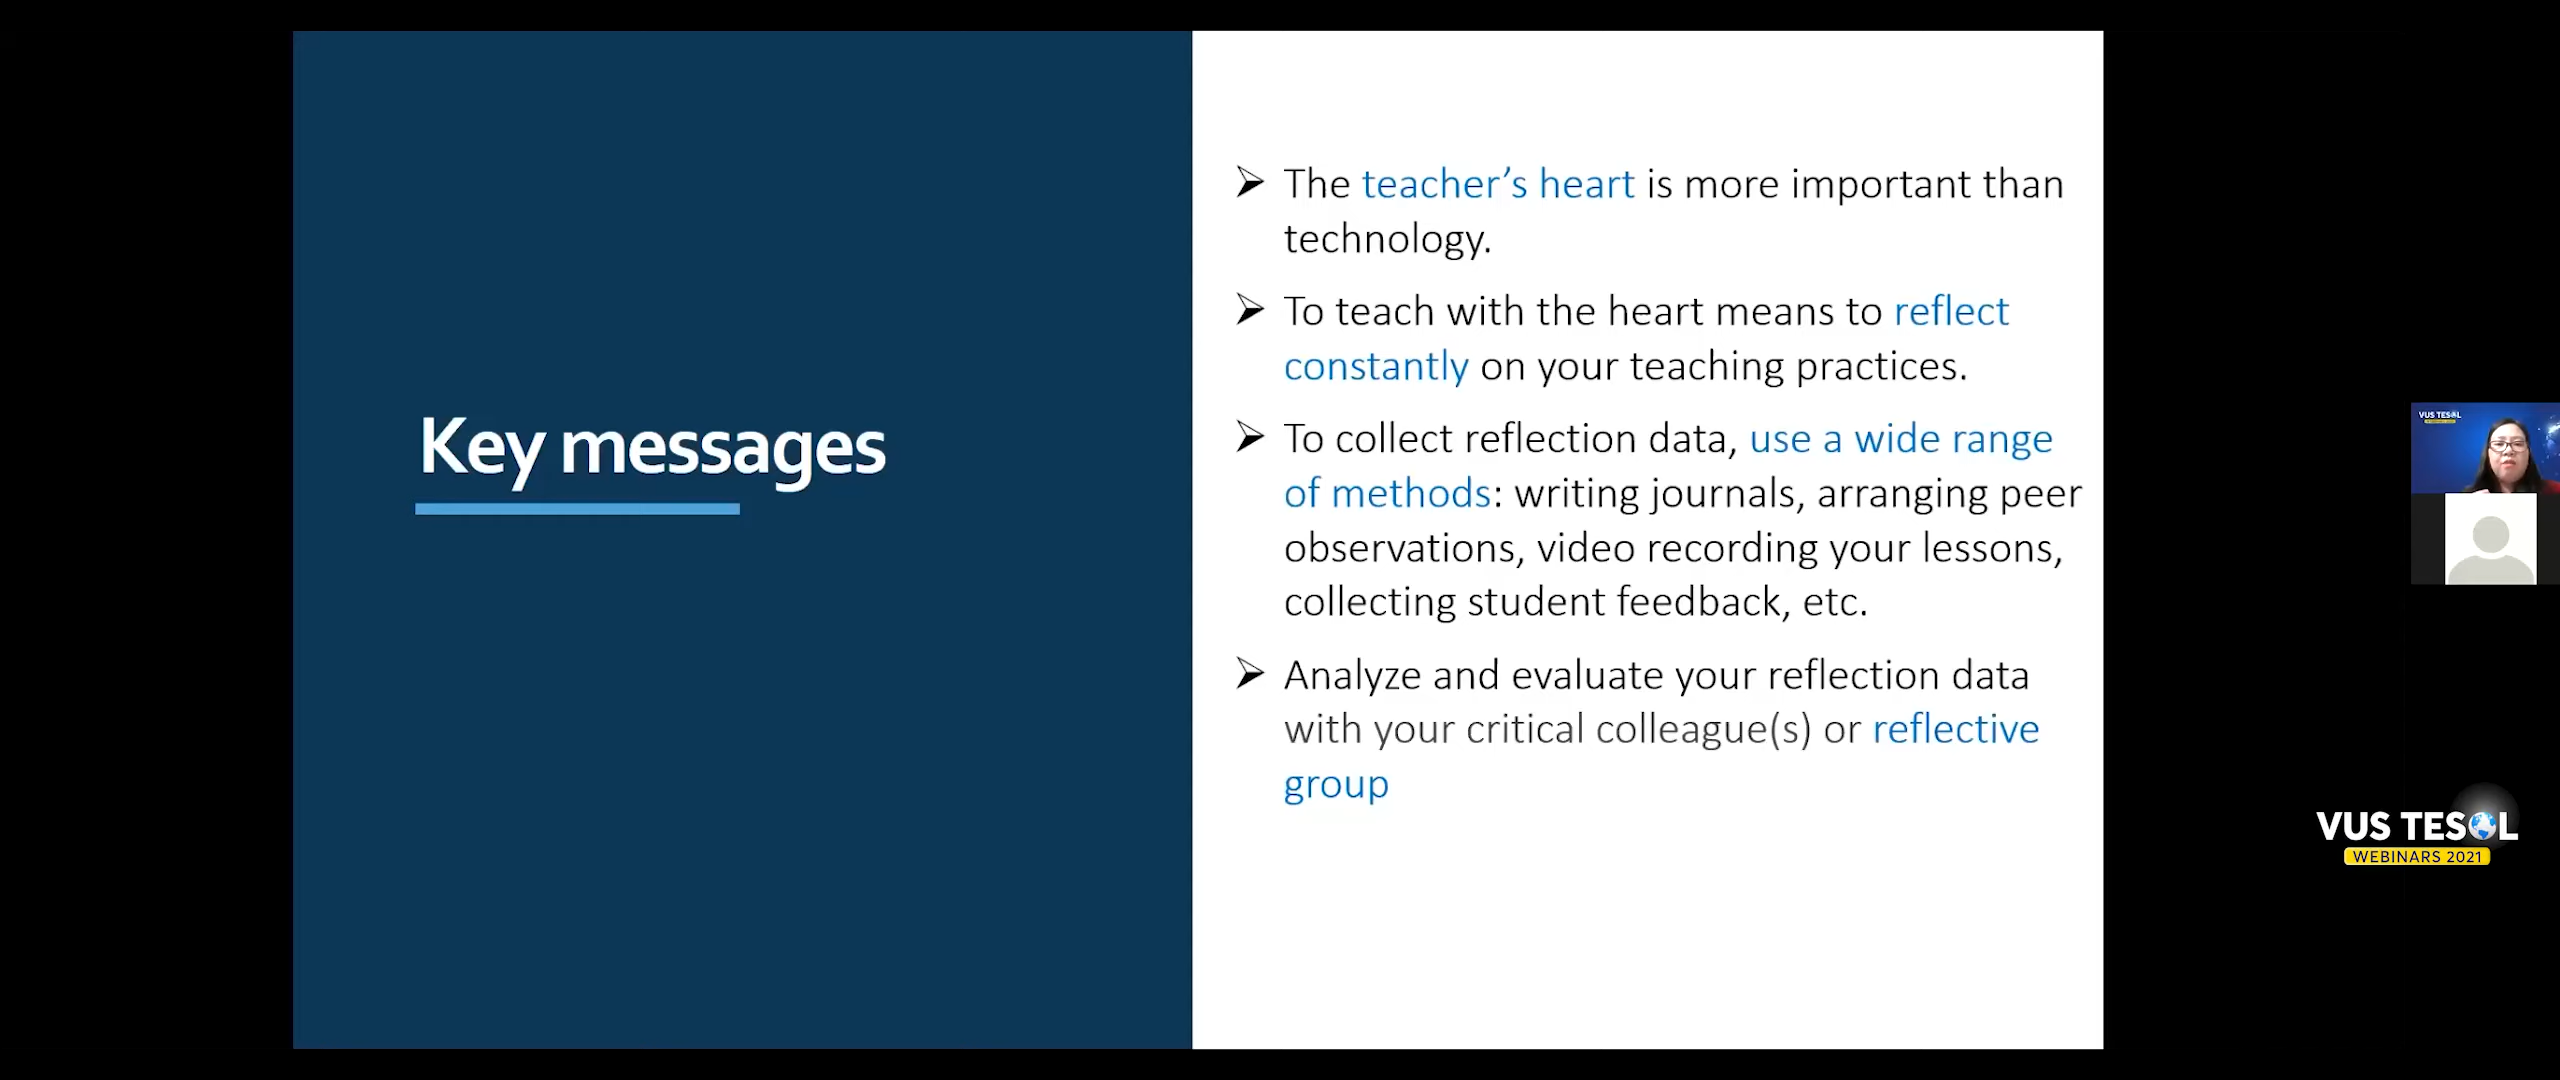 Key messages
The teacher’s heart is more important than
technology.
To teach with the heart means to reflect
constantly on your teaching practices.
To collect reflection data, use a wide range
of methods: writing journals, arranging peer
observations, video recording your lessons,
collecting student feedback, etc.
Analyze and evaluate your reflection data
with your critical colleague(s) or reflective
group
VUS TESOL
VUS TESOL
WEBINARS 2021